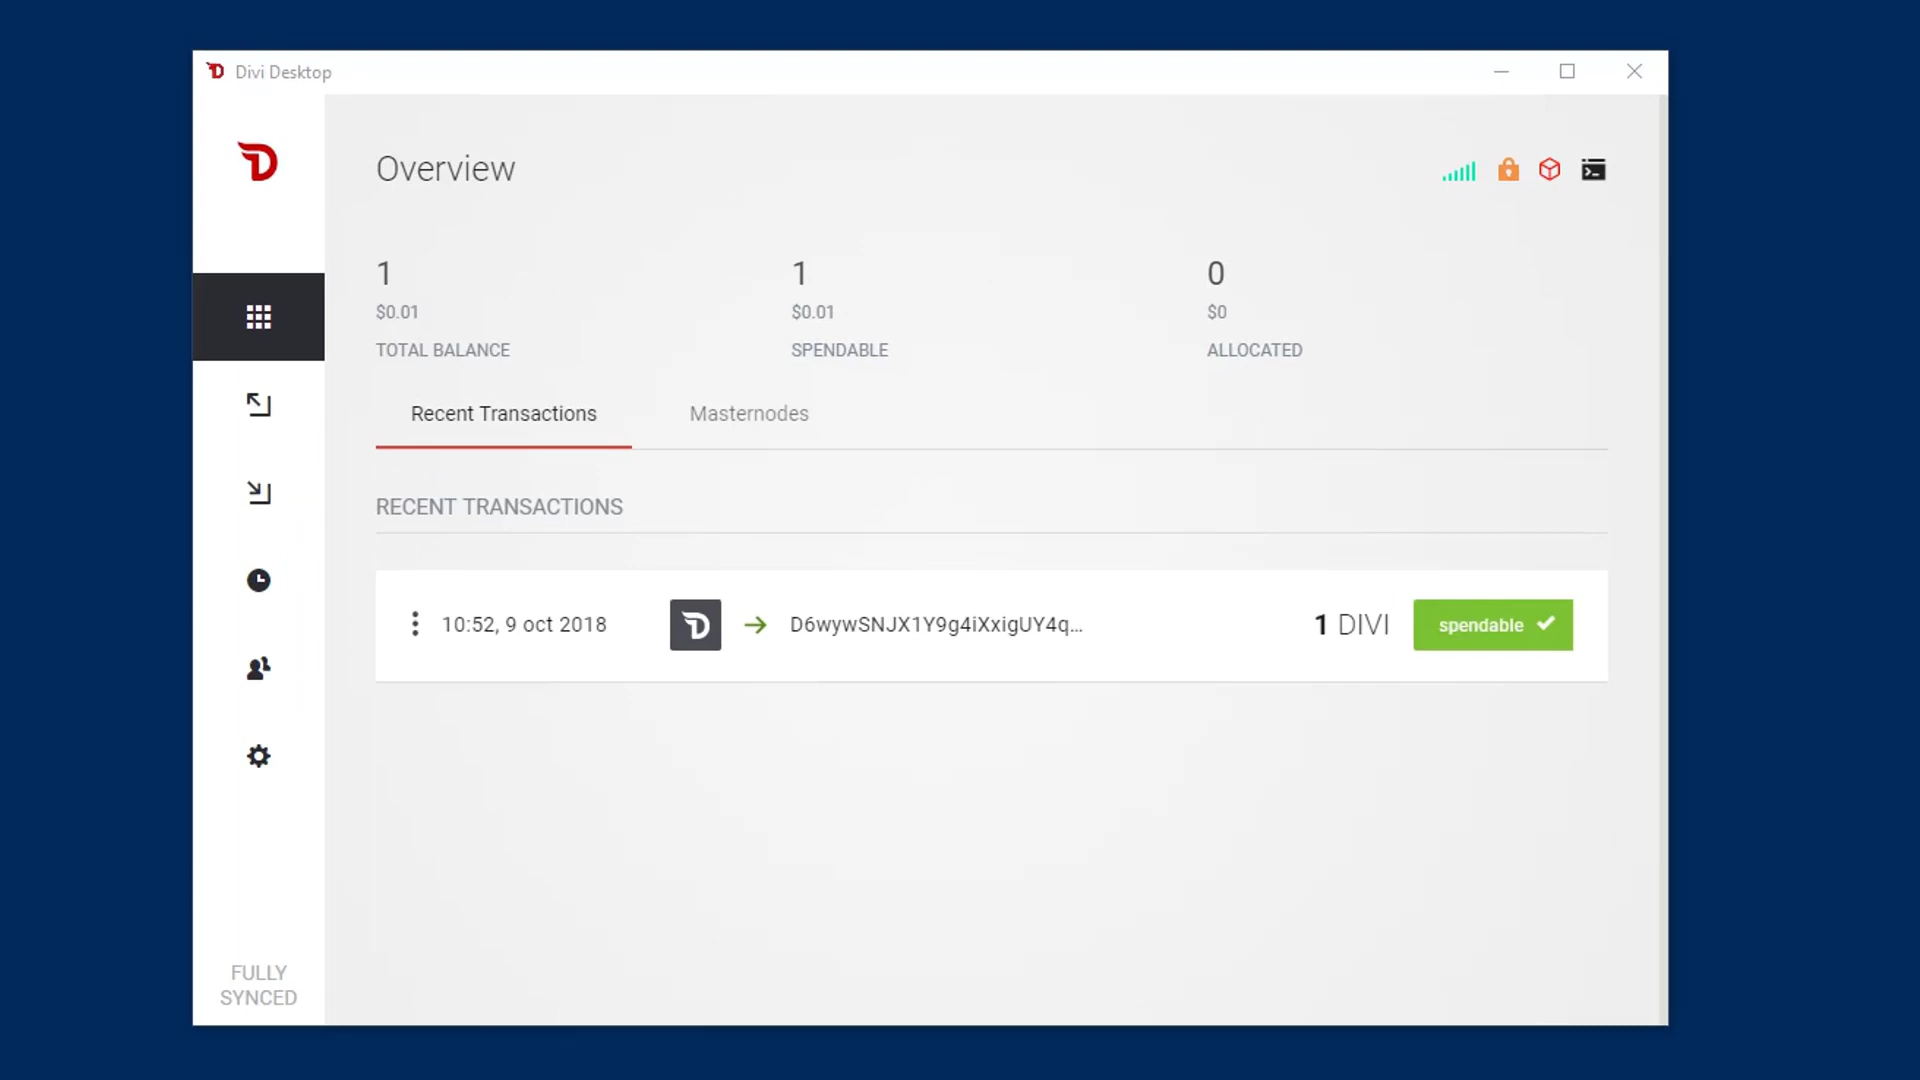 Divi Desktop
Overview
1
$0.01
TOTAL BALANCE
1
$0.01
SPENDABLE
0
$0
ALLOCATED
Recent Transactions
Masternodes
RECENT TRANSACTIONS
10:52, 9 oct 2018
D6wywSNJX1Y9g4iXxigUY4q...
1 DIVI
spendable
FULLY
SYNCED